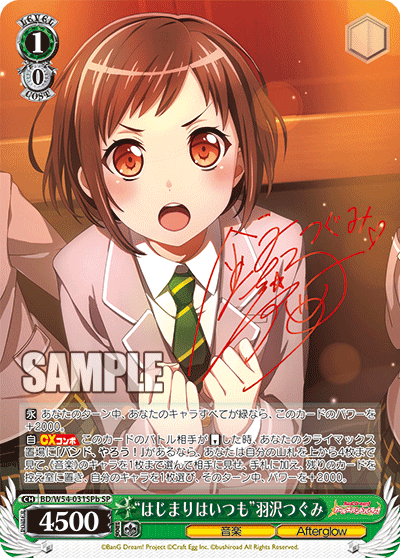 LEVEL
1
0
COST
つぐみ
SAMPLE
永 あなたのターン中、あなたのキャラすべてが緑なら、このカードのパワーを
+2000。
自 CXコンボ このカードのバトル相手が した時、あなたのクライマックス
置場に「バンド、やろう！」があるなら、あなたは自分の山札を上から4枚まで
見て、《音楽》のキャラを1枚まで選んで相手に見せ、手札に加え、残りのカードを
控え室に置き、自分の手札を1枚選び、そのターン中、パワーを
CH BD/W54-031SPb SP
4500
“はじまりはいつも”羽沢つぐみ
音楽
Afterglow
©BanG Dream! Project ©Craft Egg Inc. ©bushiroad All Rights Reserved.